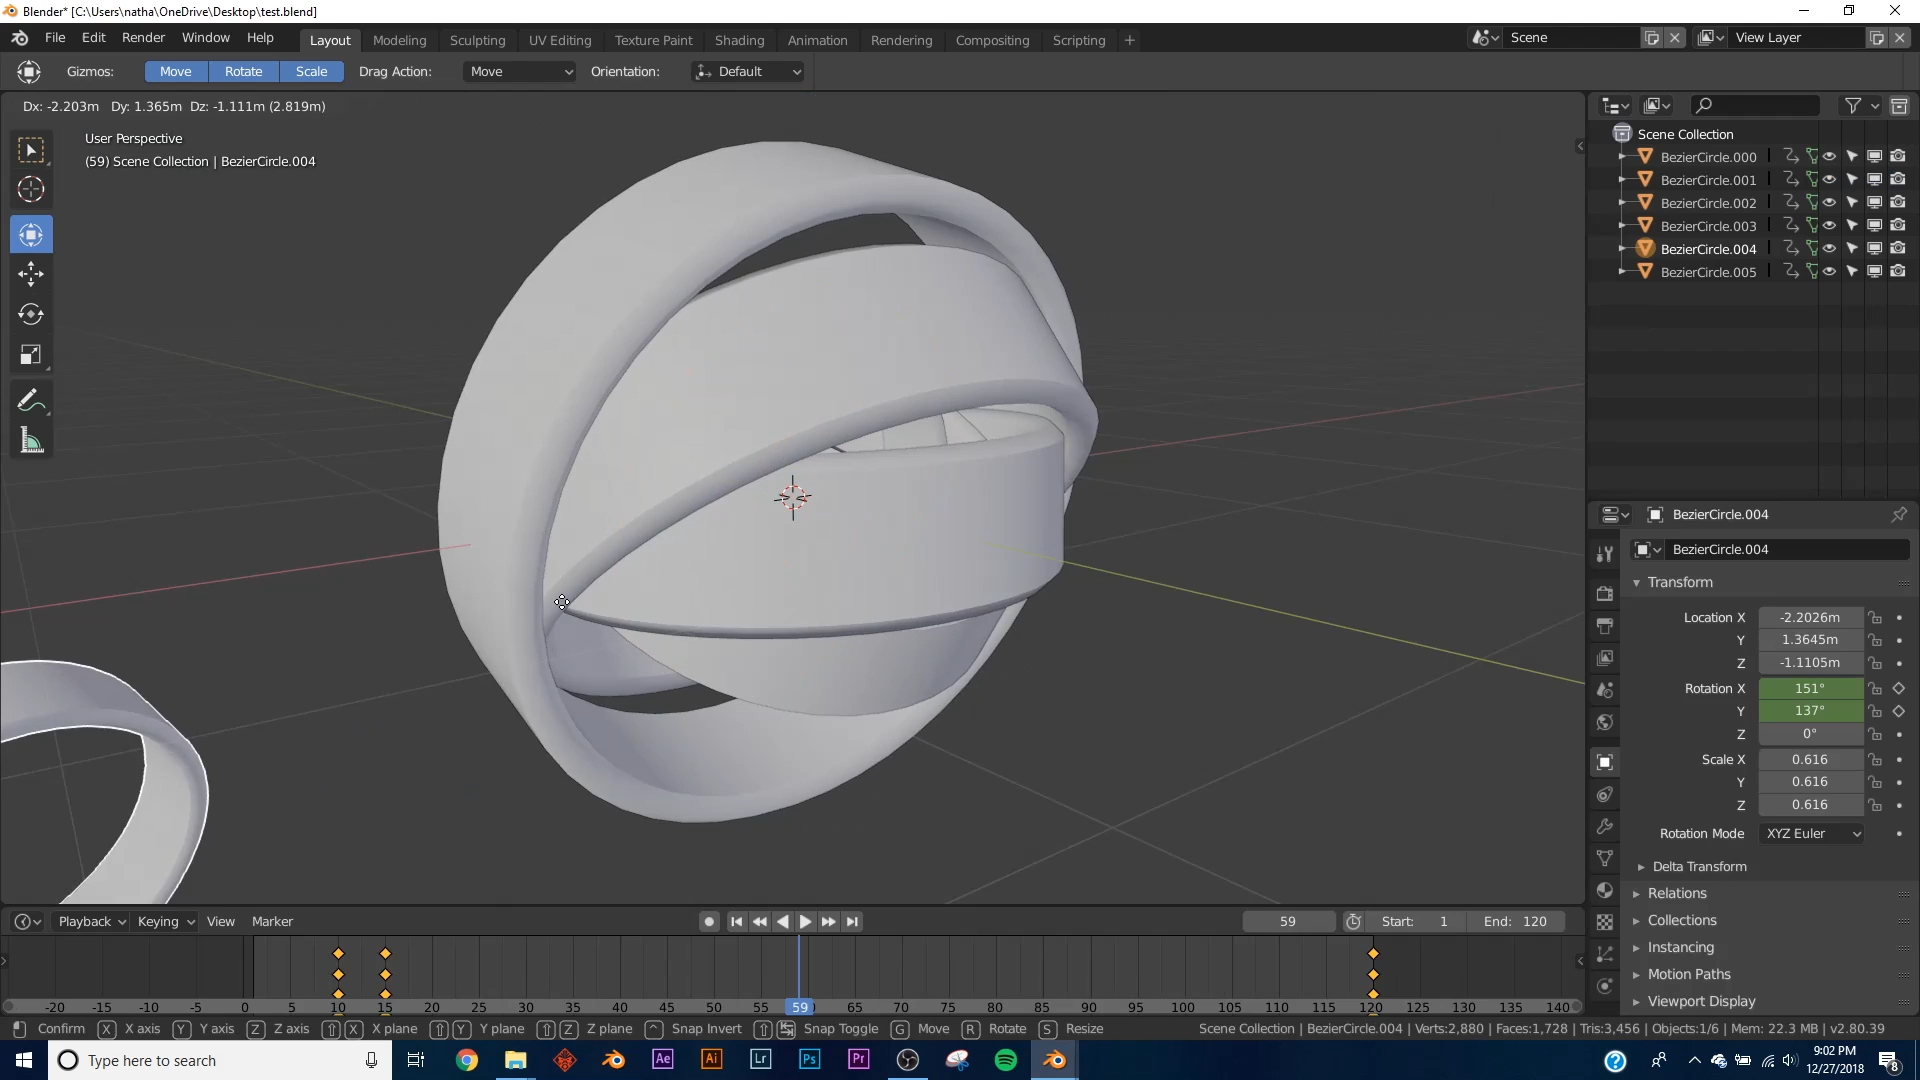 Blender* [C:\Users\natha\OneDrive\Desktop\test.blend]
File Edit Render Window Help Layout Modeling Sculpting UV Editing Texture Paint Shading Animation Rendering Compositing Scripting + Scene View Layer
Gizmos: Move Rotate Scale Drag Action: Move Orientation: Default
Dx: -2.203m Dy: 1.365m Dz: -1.111m (2.819m)
User Perspective
(59) Scene Collection | BezierCircle.004
Scene Collection
BezierCircle.000
BezierCircle.001
BezierCircle.002
BezierCircle.003
BezierCircle.004
BezierCircle.005
BezierCircle.004
BezierCircle.004
Transform
Location X -2.2026m
Y 1.3645m
Z -1.1105m
Rotation X 151°
Y 137°
Z 0°
Scale X 0.616
Y 0.616
Z 0.616
Rotation Mode XYZ Euler
Delta Transform
Relations
Collections
Instancing
Motion Paths
Viewport Display
Playback Keying View Marker 59 Start: 1 End: 120
-20 -15 -10 -5 0 5 10 15 20 25 30 35 40 45 50 55 59 65 70 75 80 85 90 95 100 105 110 115 120 125 130 135 140
Confirm X X axis Y Y axis Z Z axis X X plane Y Y plane Z Z plane Snap Invert Snap Toggle G Move R Rotate S Resize Scene Collection | BezierCircle.004 | Verts:2,880 | Faces:1,728 | Tris:3,456 | Objects:1/6 | Mem: 22.3 MB | v2.80.39
Type here to search Ae Ai Lr Ps Pr 9:02 PM
12/27/2018 8